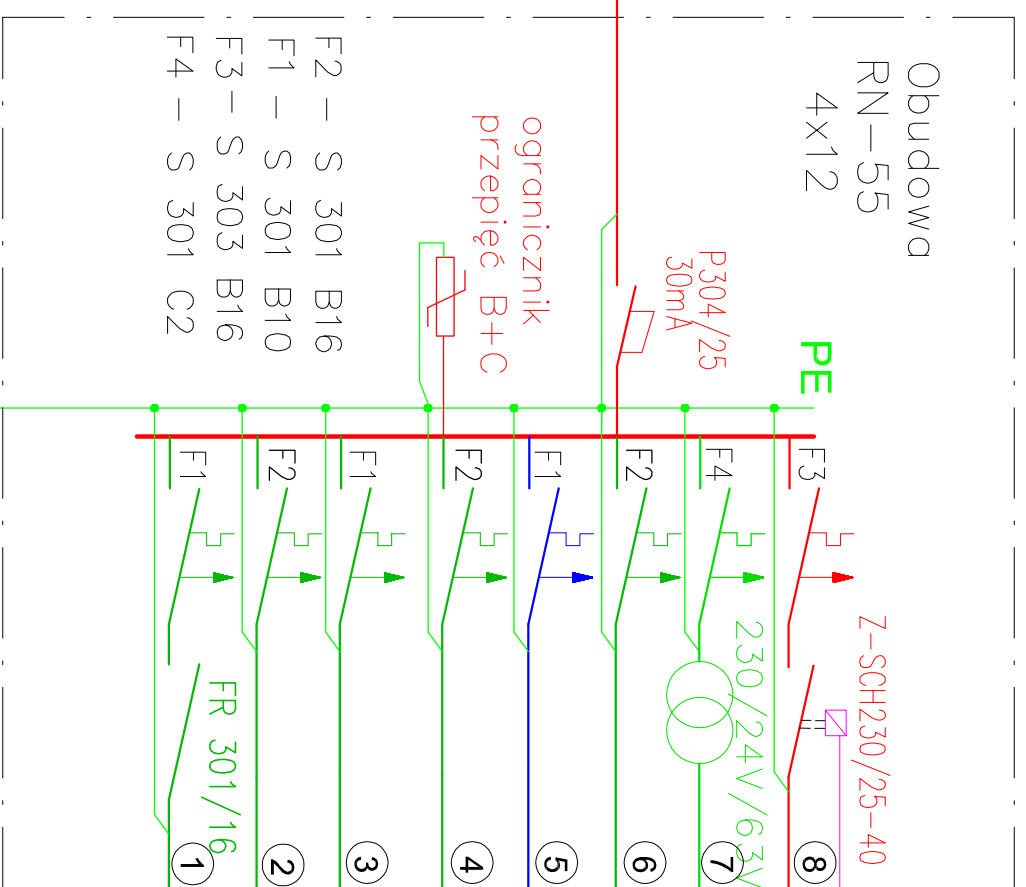 Obudowa
RN-55
4x12
PE
P304/25
30mA
ogranicznik
przepięć B+C
F2 - S 301 B16
F1 - S 301 B10
F3 - S 303 B16
F4 - S 301 C2
F3
F4
F2
F1
F2
F1
F2
F1
Z-SCH230/25-40
230/24V/63V
FR 301/16
8
7
6
5
4
3
2
1